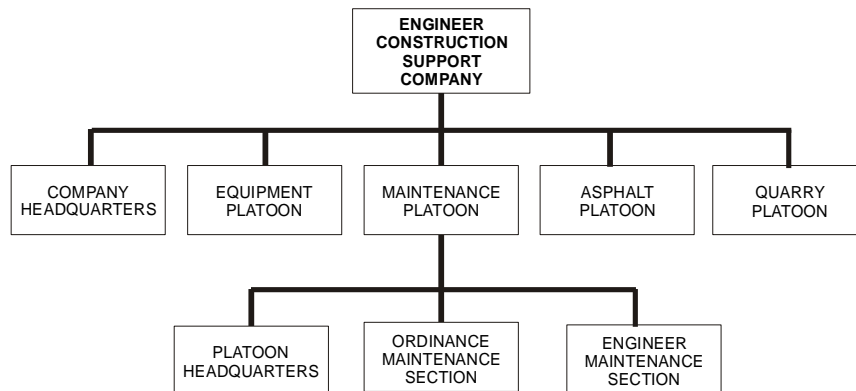 ENGINEER
CONSTRUCTION
SUPPORT
COMPANY
COMPANY
HEADQUARTERS
EQUIPMENT
PLATOON
MAINTENANCE
PLATOON
ASPHALT
PLATOON
QUARRY
PLATOON
PLATOON
HEADQUARTERS
ORDINANCE
MAINTENANCE
SECTION
ENGINEER
MAINTENANCE
SECTION